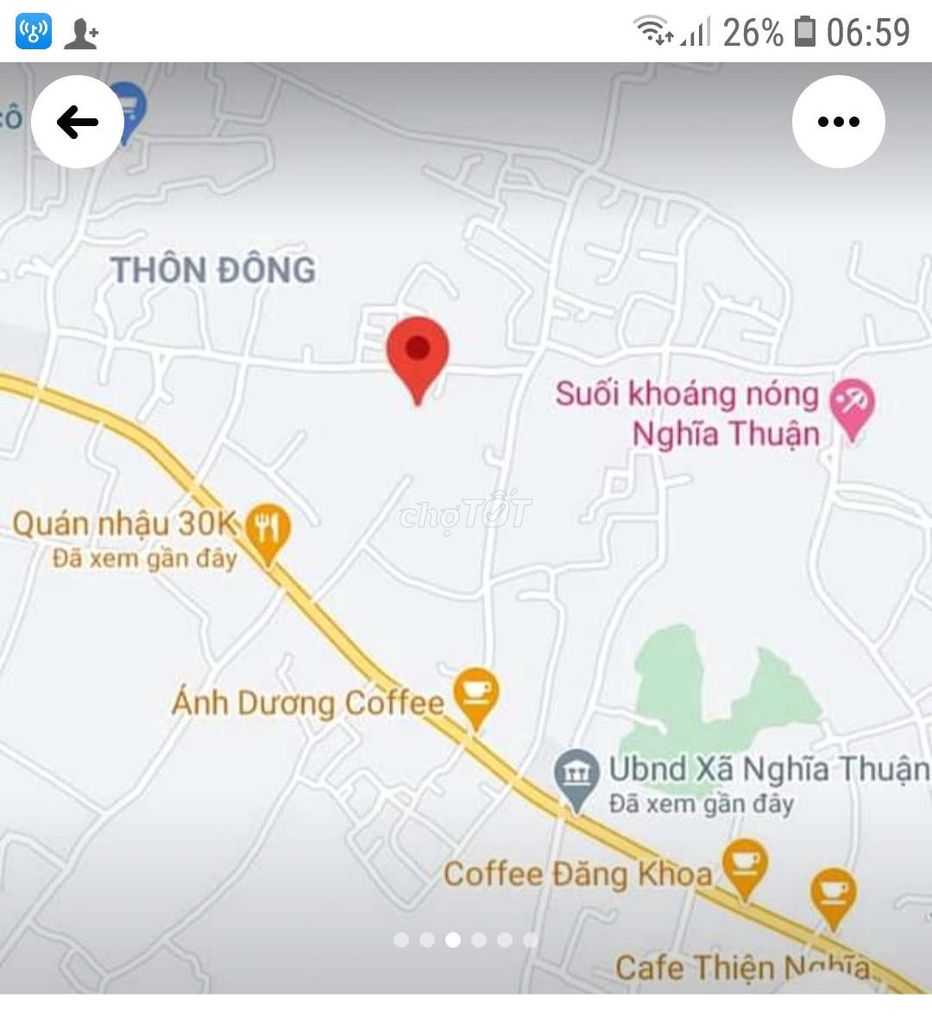 26% 06:59
THÔN ĐÔNG
Suối khoáng nóng
Nghĩa Thuận
chợTỐT
Quán nhậu 30K
Đã xem gần đây
Ánh Dương Coffee
Ubnd Xã Nghĩa Thuận
Đã xem gần đây
Coffee Đăng Khoa
Cafe Thiện Nghĩa